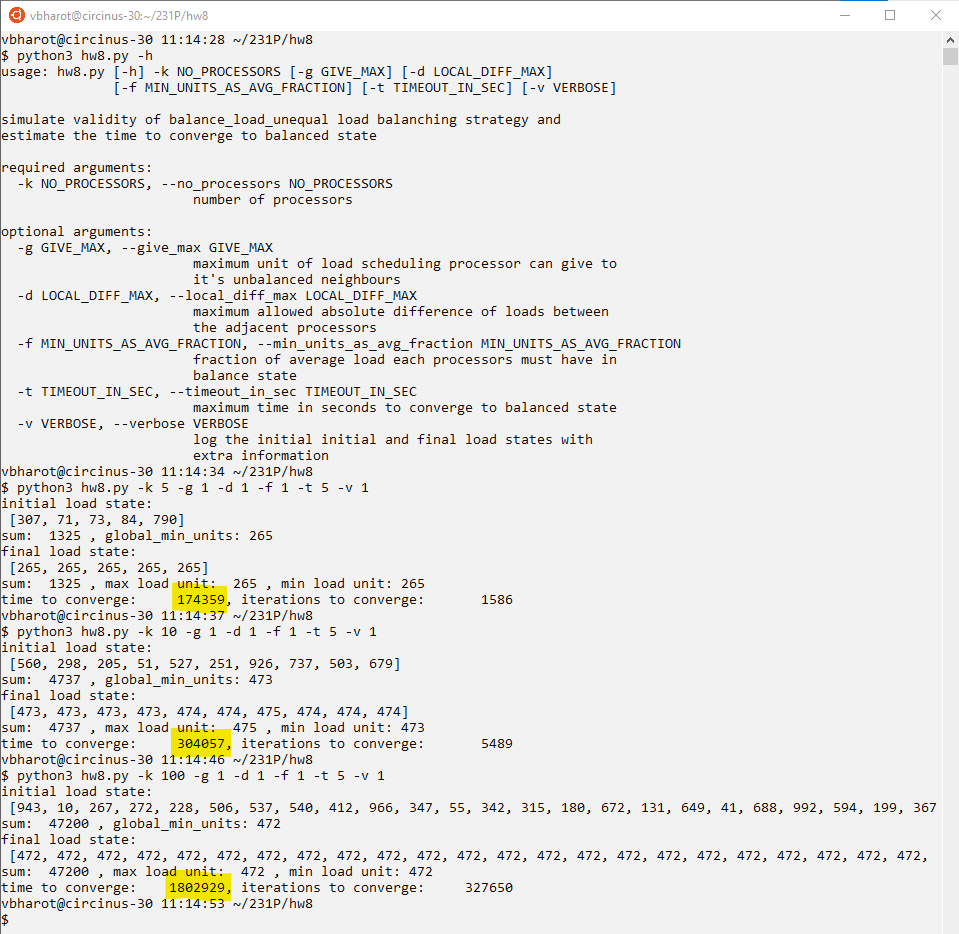 vbharot@circinus-30:~/231P/hw8
vbharot@circinus-30 11:14:28 ~/231P/hw8
$ python3 hw8.py -h
usage: hw8.py [-h] -k NO_PROCESSORS [-g GIVE_MAX] [-d LOCAL_DIFF_MAX]
[-f MIN_UNITS_AS_AVG_FRACTION] [-t TIMEOUT_IN_SEC] [-v VERBOSE]
simulate validity of balance_load_unequal load balanching strategy and
estimate the time to converge to balanced state
required arguments:
-k NO_PROCESSORS, --no_processors NO_PROCESSORS
number of processors
optional arguments:
-g GIVE_MAX, --give_max GIVE_MAX
maximum unit of load scheduling processor can give to
it's unbalanced neighbours
-d LOCAL_DIFF_MAX, --local_diff_max LOCAL_DIFF_MAX
maximum allowed absolute difference of loads between
the adjacent processors
-f MIN_UNITS_AS_AVG_FRACTION, --min_units_as_avg_fraction MIN_UNITS_AS_AVG_FRACTION
fraction of average load each processors must have in
balance state
-t TIMEOUT_IN_SEC, --timeout_in_sec TIMEOUT_IN_SEC
maximum time in seconds to converge to balanced state
-v VERBOSE, --verbose VERBOSE
log the initial initial and final load states with
extra information
vbharot@circinus-30 11:14:34 ~/231P/hw8
$ python3 hw8.py -k 5 -g 1 -d 1 -f 1 -t 5 -v 1
initial load state:
[307, 71, 73, 84, 790]
sum:  1325 , global_min_units: 265
final load state:
[265, 265, 265, 265, 265]
sum:  1325 , max load unit:  265 , min load unit: 265
time to converge:     174359, iterations to converge:       1586
vbharot@circinus-30 11:14:37 ~/231P/hw8
$ python3 hw8.py -k 10 -g 1 -d 1 -f 1 -t 5 -v 1
initial load state:
[560, 298, 205, 51, 527, 251, 926, 737, 503, 679]
sum:  4737 , global_min_units: 473
final load state:
[473, 473, 473, 473, 474, 474, 475, 474, 474, 474]
sum:  4737 , max load unit:  475 , min load unit: 473
time to converge:     304057, iterations to converge:       5489
vbharot@circinus-30 11:14:46 ~/231P/hw8
$ python3 hw8.py -k 100 -g 1 -d 1 -f 1 -t 5 -v 1
initial load state:
[943, 10, 267, 272, 228, 506, 537, 540, 412, 966, 347, 55, 342, 315, 180, 672, 131, 649, 41, 688, 992, 594, 199, 367
sum:  47200 , global_min_units: 472
final load state:
[472, 472, 472, 472, 472, 472, 472, 472, 472, 472, 472, 472, 472, 472, 472, 472, 472, 472, 472, 472, 472, 472, 472,
sum:  47200 , max load unit:  472 , min load unit: 472
time to converge:    1802929, iterations to converge:     327650
vbharot@circinus-30 11:14:53 ~/231P/hw8
$